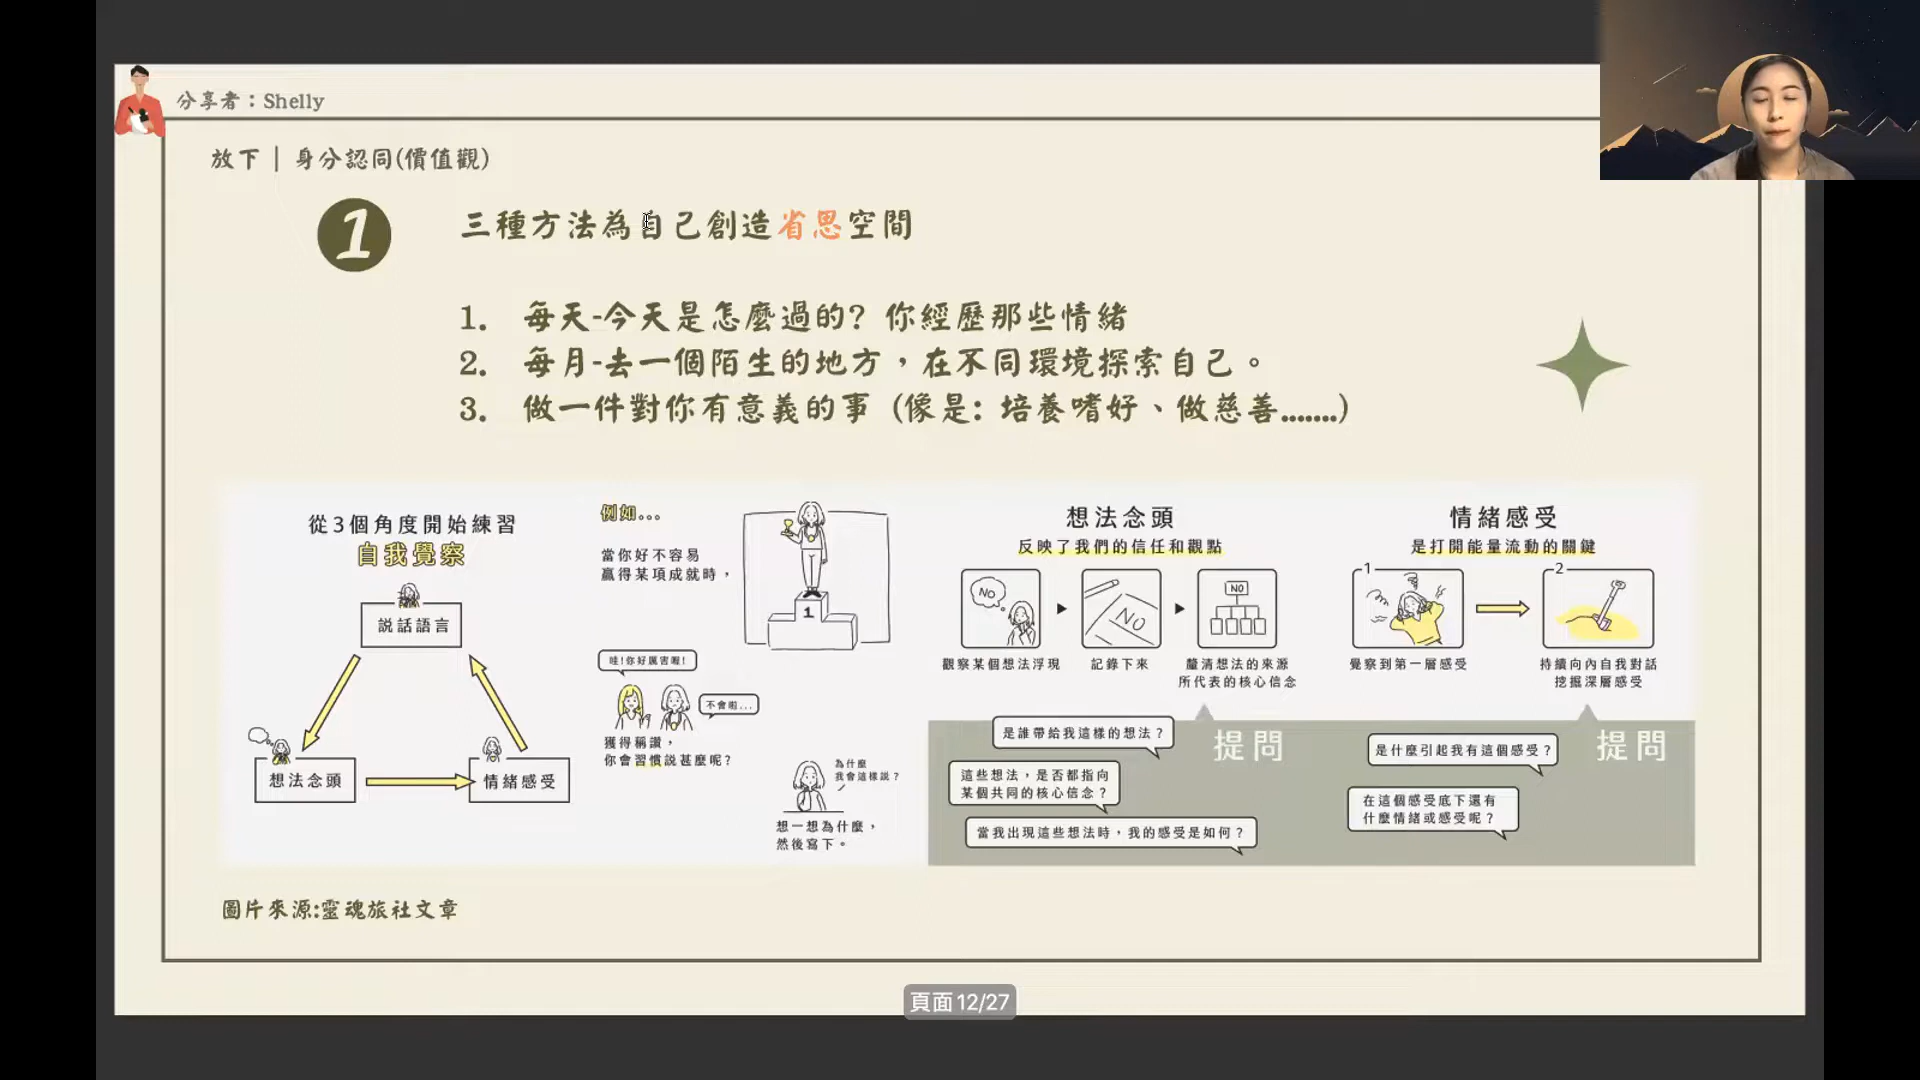 分享者：Shelly
放下｜身分認同(價值觀)
1
三種方法為自己創造省思空間
1. 每天-今天是怎麼過的? 你經歷那些情緒
2. 每月-去一個陌生的地方，在不同環境探索自己。
3. 做一件對你有意義的事 (像是: 培養嗜好、做慈善.......)
從3個角度開始練習
自我覺察
說話語言
想法念頭
情緒感受
例如...
當你好不容易
贏得某項成就時，
1
哇!你好厲害喔!
不會啦...
獲得稱讚，
你會習慣説甚麼呢?
為什麼
我會這樣說？
想一想為什麼，
然後寫下。
想法念頭
反映了我們的信任和觀點
NO
NO
NO
觀察某個想法浮現
記錄下來
釐清想法的來源
所代表的核心信念
提問
是誰帶給我這樣的想法？
這些想法，是否都指向
某個共同的核心信念？
當我出現這些想法時，我的感受是如何？
情緒感受
是打開能量流動的關鍵
1
2
覺察到第一層感受
持續向內自我對話
挖掘深層感受
提問
是什麼引起我有這個感受？
在這個感受底下還有
什麼情緒或感受呢？
圖片來源:靈魂旅社文章
頁面12/27